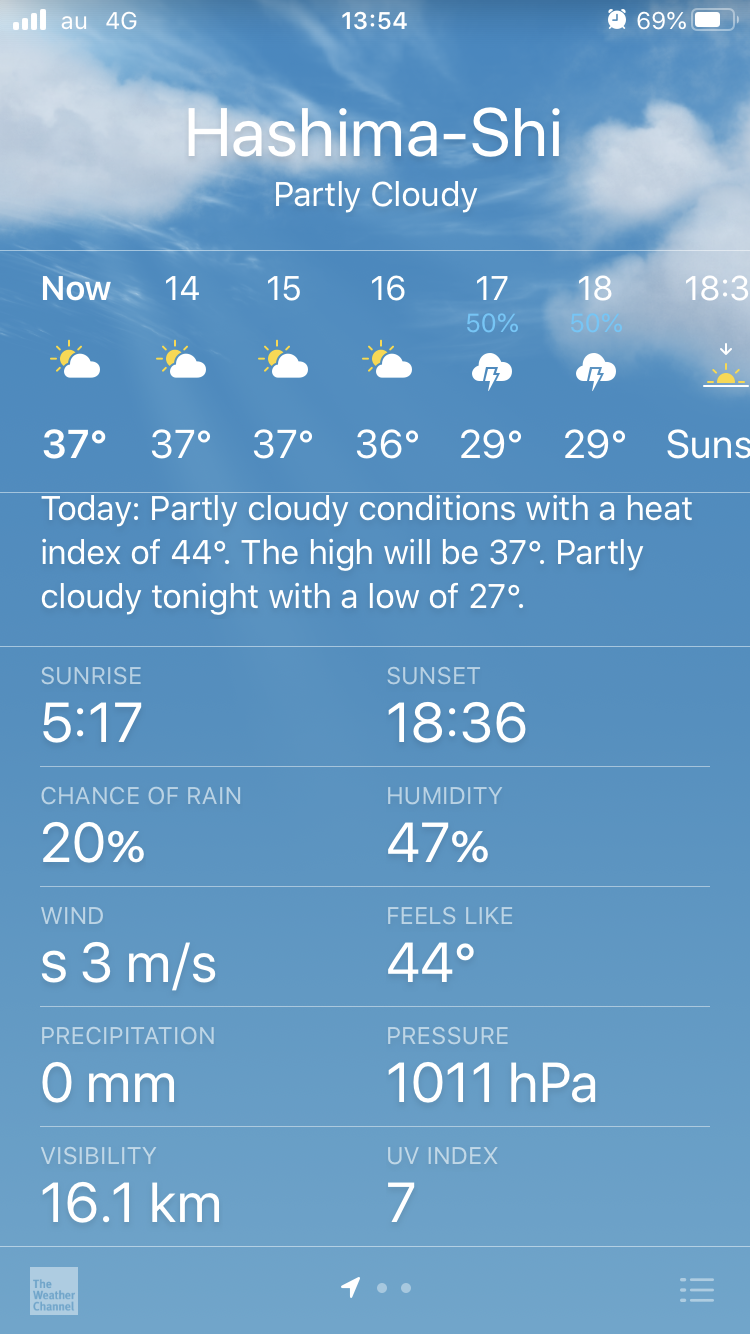 au 4G 13:54 69%
Hashima-Shi
Partly Cloudy
Now 14 15 16 17 18 18:3
50% 50%
37° 37° 37° 36° 29° 29° Suns
Today: Partly cloudy conditions with a heat
index of 44°. The high will be 37°. Partly
cloudy tonight with a low of 27°.
SUNRISE SUNSET
5:17 18:36
CHANCE OF RAIN HUMIDITY
20% 47%
WIND FEELS LIKE
s 3 m/s 44°
PRECIPITATION PRESSURE
0 mm 1011 hPa
VISIBILITY UV INDEX
16.1 km 7
The
Weather
Channel